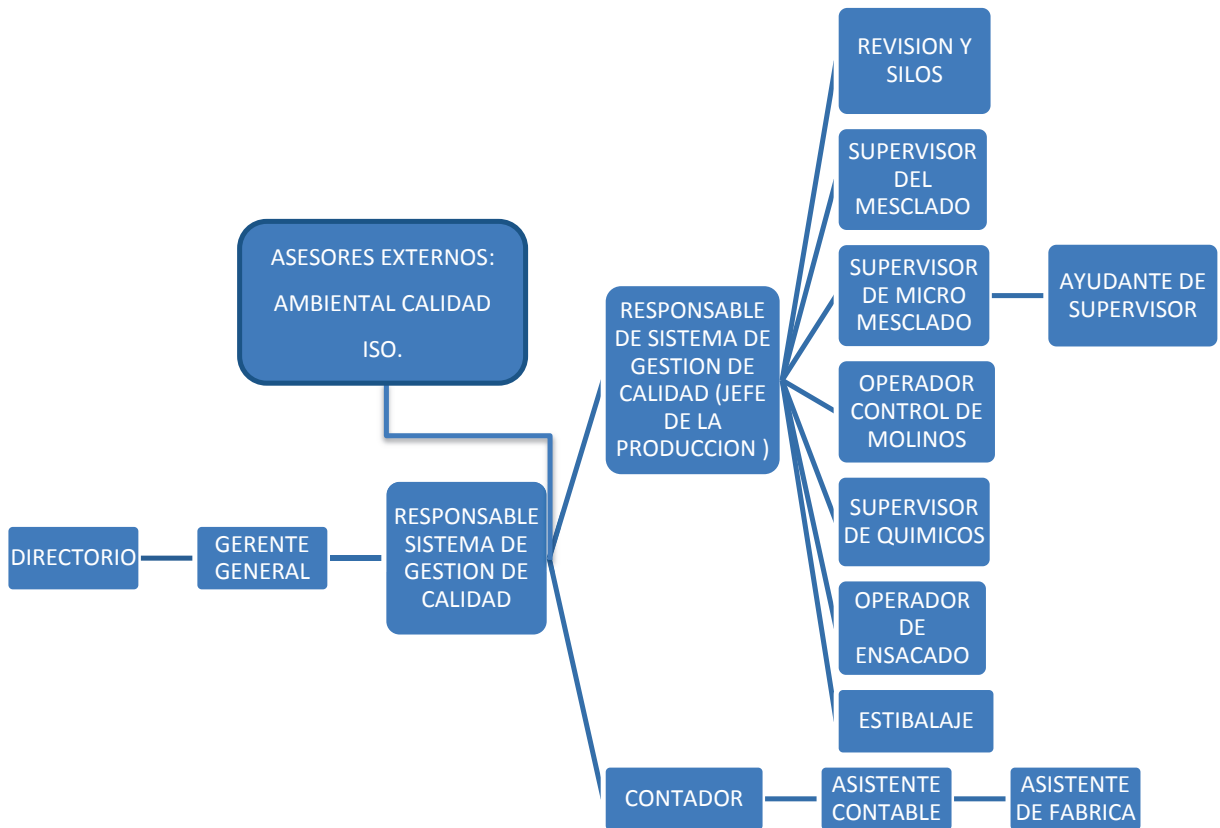 REVISION Y
SILOS
SUPERVISOR
DEL
MESCLADO
ASESORES EXTERNOS:
AMBIENTAL CALIDAD
ISO.
RESPONSABLE
DE SISTEMA DE
GESTION DE
CALIDAD (JEFE
DE LA
PRODUCCION )
SUPERVISOR
DE MICRO
MESCLADO
AYUDANTE DE
SUPERVISOR
OPERADOR
CONTROL DE
MOLINOS
DIRECTORIO
GERENTE
GENERAL
RESPONSABLE
SISTEMA DE
GESTION DE
CALIDAD
SUPERVISOR
DE QUIMICOS
OPERADOR
DE
ENSACADO
ESTIBALAJE
CONTADOR
ASISTENTE
CONTABLE
ASISTENTE
DE FABRICA